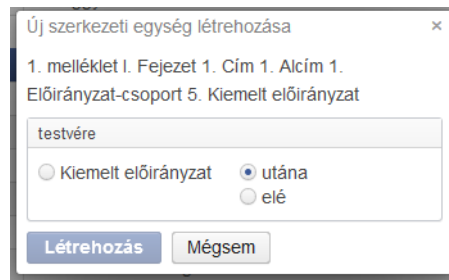 Új szerkezeti egység létrehozása ×
1. melléklet I. Fejezet 1. Cím 1. Alcím 1.
Előirányzat-csoport 5. Kiemelt előirányzat
testvére
Kiemelt előirányzat utána
elé
Létrehozás Mégsem